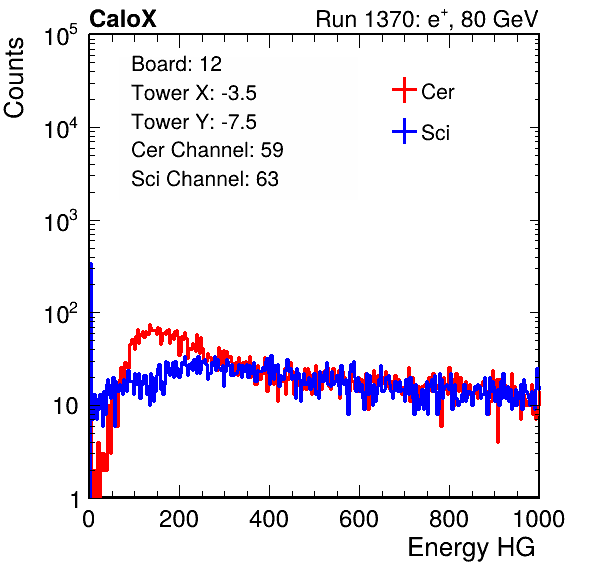 CaloX Run 1370: e⁺, 80 GeV
Counts
10⁵
10⁴
10³
10²
10
1
Board: 12
Tower X: -3.5
Tower Y: -7.5
Cer Channel: 59
Sci Channel: 63
Cer
Sci
0 200 400 600 800 1000
Energy HG